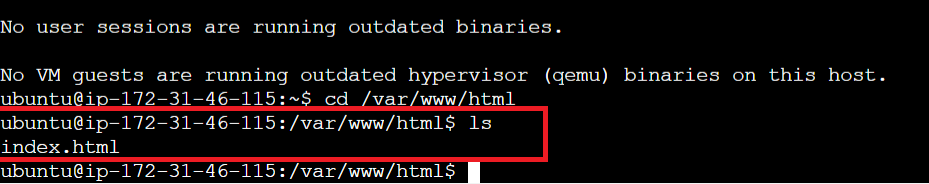 No user sessions are running outdated binaries.
No VM guests are running outdated hypervisor (qemu) binaries on this host.
ubuntu@ip-172-31-46-115:~$ cd /var/www/html
ubuntu@ip-172-31-46-115:/var/www/html$ ls
index.html
ubuntu@ip-172-31-46-115:/var/www/html$